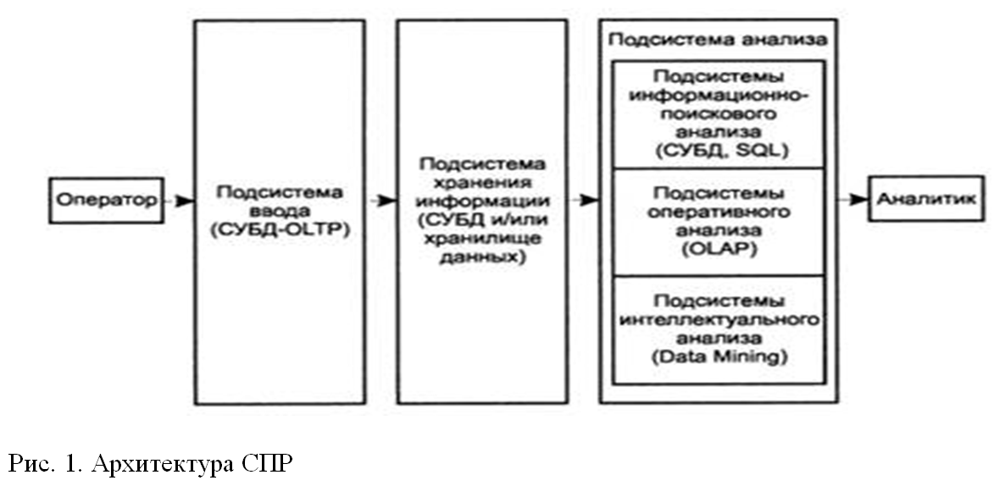 Оператор
Подсистема
ввода
(СУБД-OLTP)
Подсистема
хранения
информации
(СУБД и/или
хранилище
данных)
Подсистема анализа
Подсистемы
информационно-
поискового
анализа
(СУБД, SQL)
Подсистемы
оперативного
анализа
(OLAP)
Подсистемы
интеллектуального
анализа
(Data Mining)
Аналитик
Рис. 1. Архитектура СПР